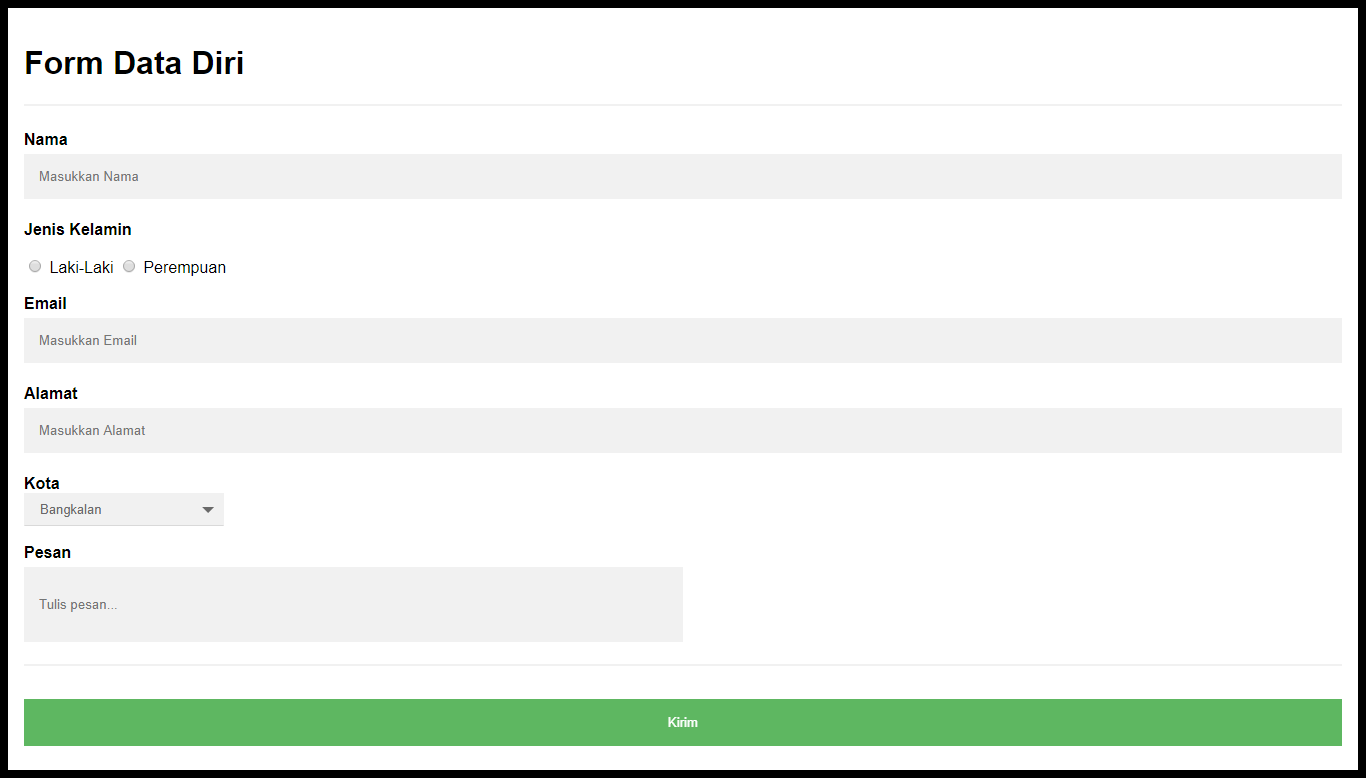 Form Data Diri
Nama
Masukkan Nama
Jenis Kelamin
Laki-Laki Perempuan
Email
Masukkan Email
Alamat
Masukkan Alamat
Kota
Bangkalan
Pesan
Tulis pesan...
Kirim